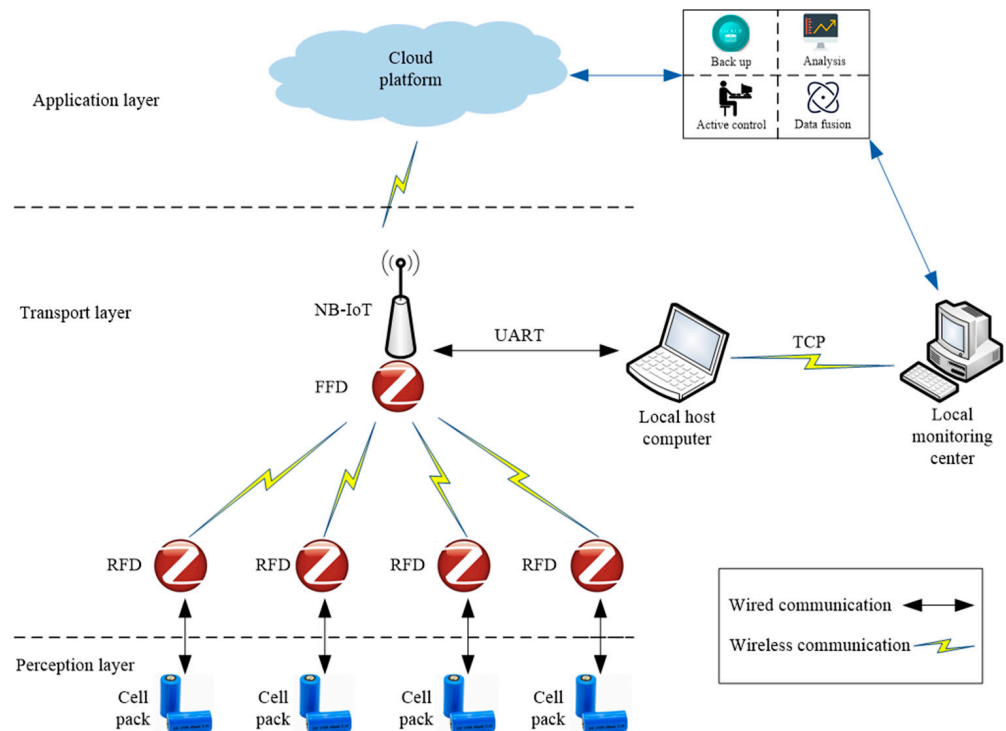 Cloud
platform
Back up
Analysis
Active control
Data fusion
Application layer
Transport layer
NB-IoT
UART
TCP
FFD
Local host
computer
Local
monitoring
center
RFD
RFD
RFD
RFD
Wired communication
Wireless communication
Perception layer
Cell
pack
Cell
pack
Cell
pack
Cell
pack